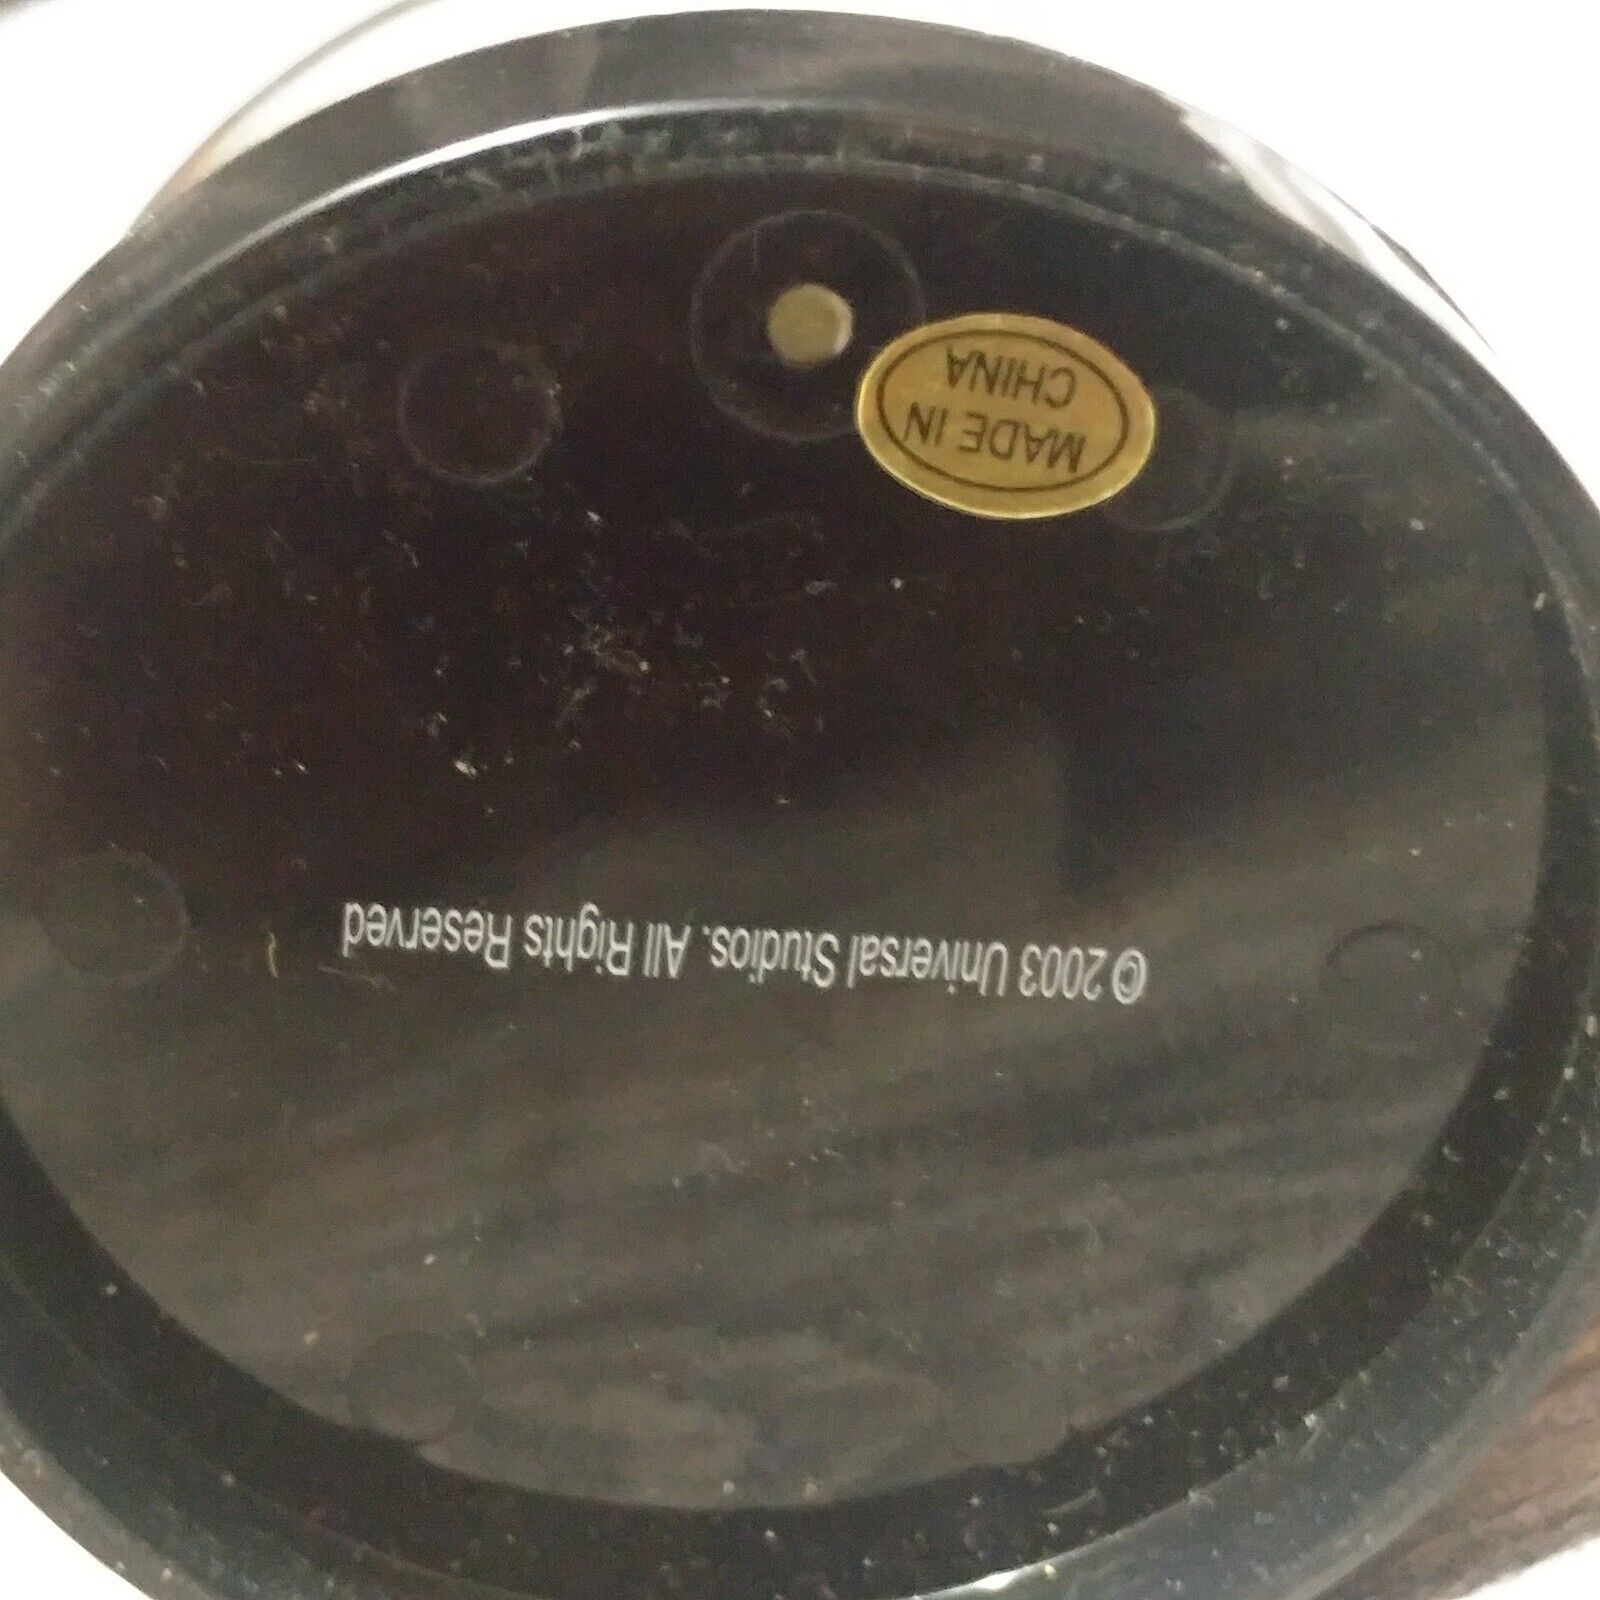 © 2003 Universal Studios. All Rights Reserved
MADE IN
CHINA